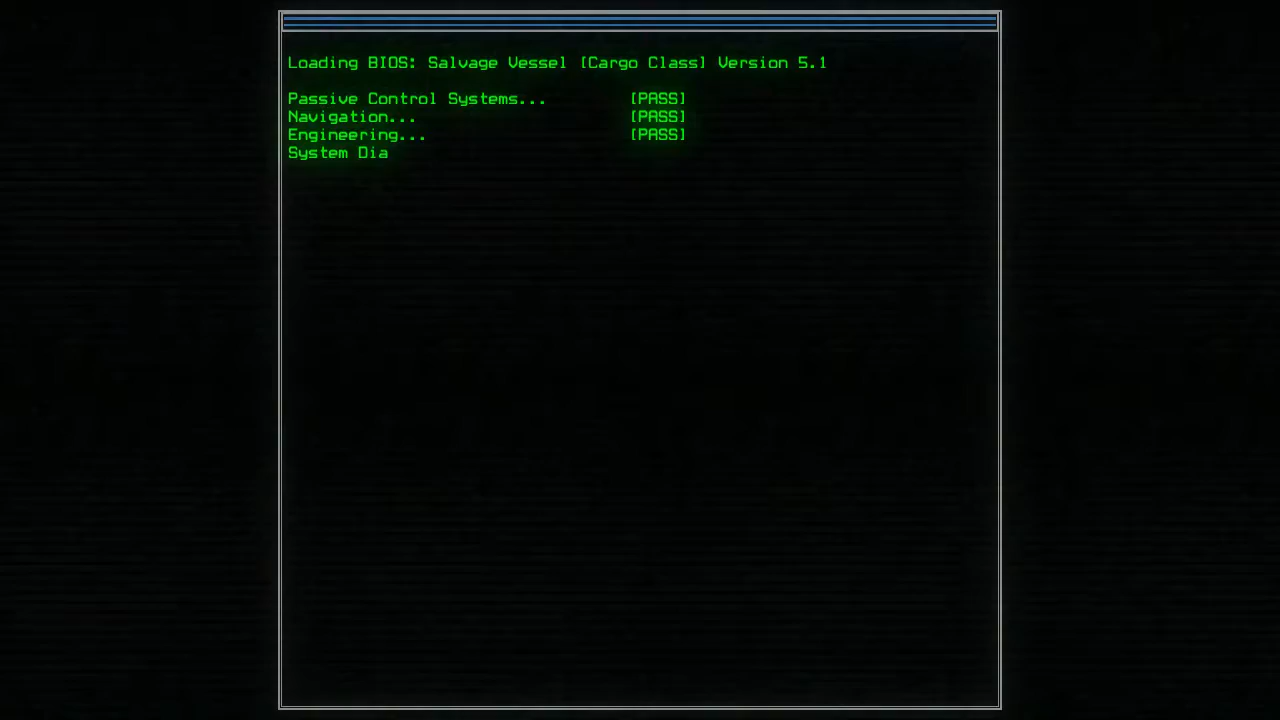 Loading BIOS: Salvage Vessel [Cargo Class] Version 5.1
Passive Control Systems... [PASS]
Navigation... [PASS]
Engineering... [PASS]
System Dia